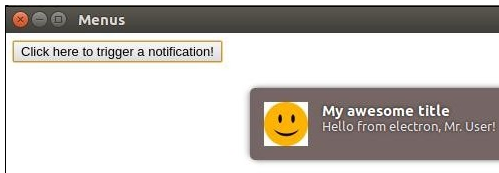 Menus
Click here to trigger a notification!
My awesome title
Hello from electron, Mr. User!